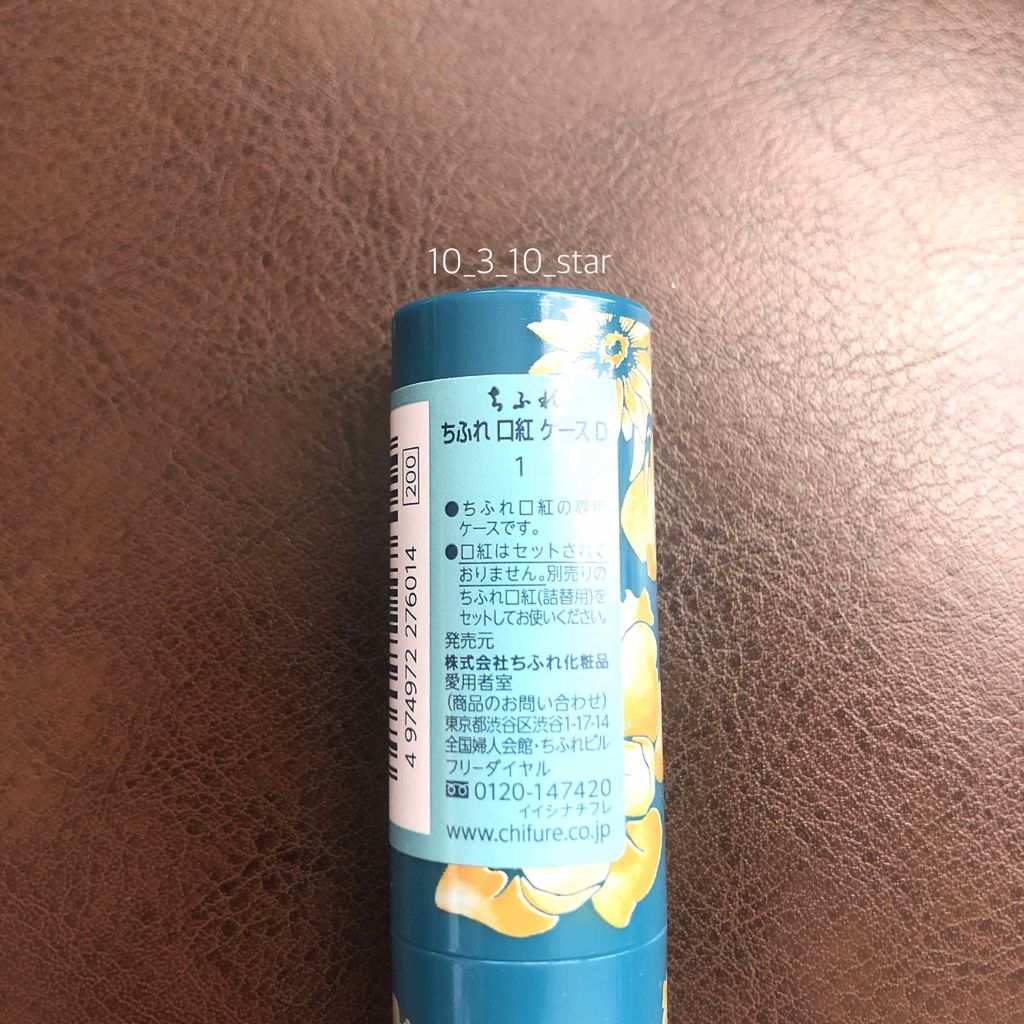 10_3_10_star
ちふれ
ちふれ 口紅 ケース D
1
●ちふれ口紅の専用
ケースです。
●口紅はセットされて
おりません。別売りの
ちふれ口紅(詰替用)を
セットしてお使いください。
発売元
株式会社ちふれ化粧品
愛用者室
(商品のお問い合わせ)
東京都渋谷区渋谷1-17-14
全国婦人会館・ちふれビル
フリーダイヤル
0120-147420
イイシナチフレ
www.chifure.co.jp
200
4 974972 276014